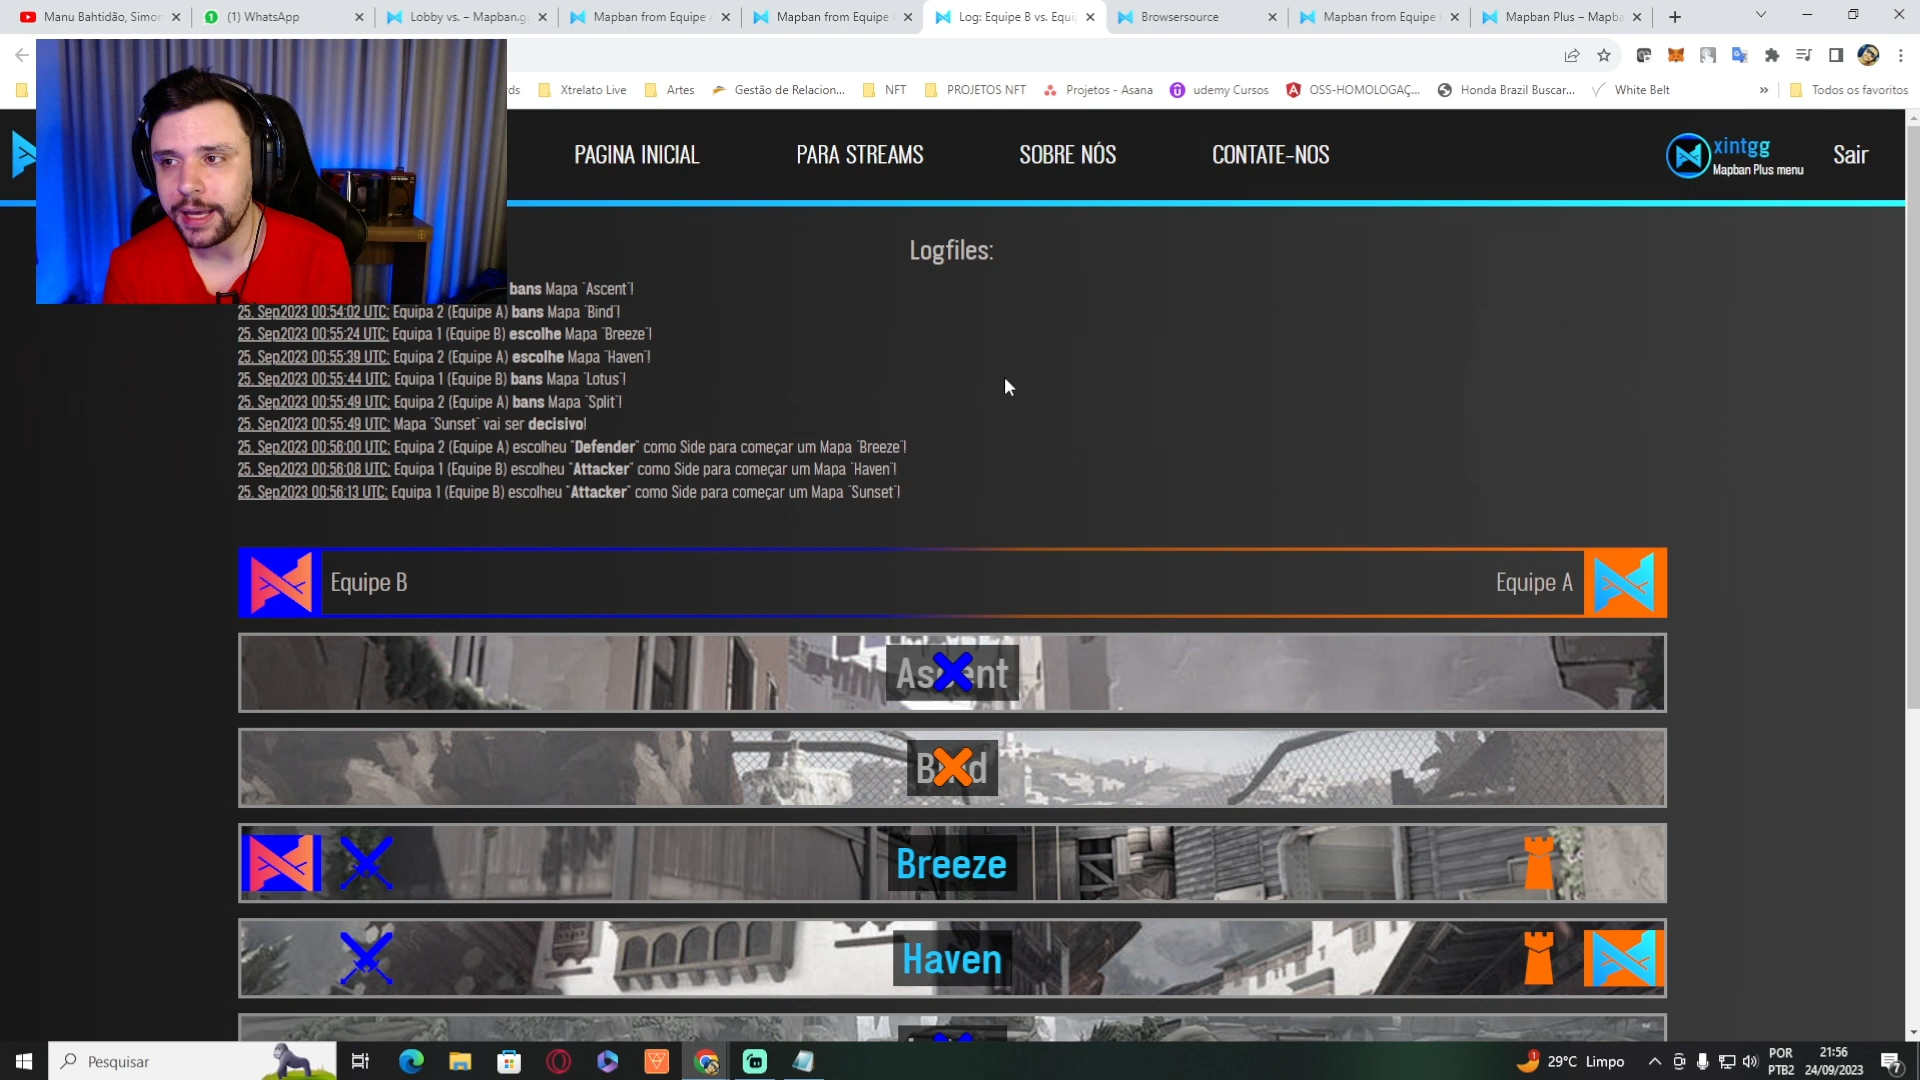 Manu Bahtidão, Simon
(1) WhatsApp
Lobby vs. – Mapban.g
Mapban from Equipe A
Mapban from Equipe
Log: Equipe B vs. Equi
Browsersource
Mapban from Equipe
Mapban Plus – Mapba
rds
Xtrelato Live
Artes
Gestão de Relacion...
NFT
PROJETOS NFT
Projetos - Asana
udemy Cursos
OSS-HOMOLOGAÇ...
Honda Brazil Buscar...
White Belt
»
Todos os favoritos
PAGINA INICIAL
PARA STREAMS
SOBRE NÓS
CONTATE-NOS
xintgg
Mapban Plus menu
Sair
Logfiles:
bans Mapa "Ascent"!
25. Sep2023 00:54:02 UTC: Equipa 2 (Equipe A) bans Mapa "Bind"!
25. Sep2023 00:55:24 UTC: Equipa 1 (Equipe B) escolhe Mapa "Breeze"!
25. Sep2023 00:55:39 UTC: Equipa 2 (Equipe A) escolhe Mapa "Haven"!
25. Sep2023 00:55:44 UTC: Equipa 1 (Equipe B) bans Mapa "Lotus"!
25. Sep2023 00:55:49 UTC: Equipa 2 (Equipe A) bans Mapa "Split"!
25. Sep2023 00:55:49 UTC: Mapa "Sunset" vai ser decisivo!
25. Sep2023 00:56:00 UTC: Equipa 2 (Equipe A) escolheu "Defender" como Side para começar um Mapa "Breeze"!
25. Sep2023 00:56:08 UTC: Equipa 1 (Equipe B) escolheu "Attacker" como Side para começar um Mapa "Haven"!
25. Sep2023 00:56:13 UTC: Equipa 1 (Equipe B) escolheu "Attacker" como Side para começar um Mapa "Sunset"!
Equipe B
Equipe A
Ascent
Bind
Breeze
Haven
Pesquisar
29°C Limpo
POR
PTB2
21:56
24/09/2023
7